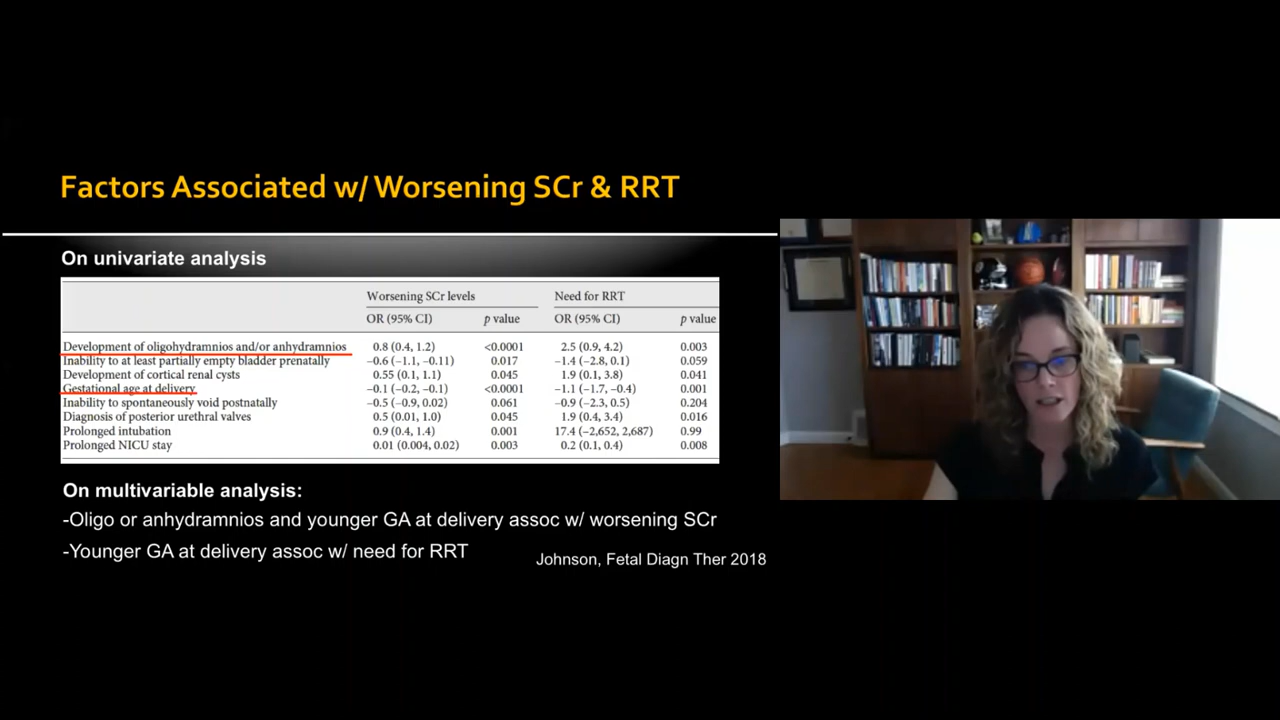 Factors Associated w/ Worsening SCr & RRT
On univariate analysis
Worsening SCr levels Need for RRT
OR (95% CI) p value OR (95% CI) p value
Development of oligohydramnios and/or anhydramnios 0.8 (0.4, 1.2) <0.0001 2.5 (0.9, 4.2) 0.003
Inability to at least partially empty bladder prenatally –0.6 (–1.1, –0.11) 0.017 –1.4 (–2.8, 0.1) 0.059
Development of cortical renal cysts 0.55 (0.1, 1.1) 0.045 1.9 (0.1, 3.8) 0.041
Gestational age at delivery –0.1 (–0.2, –0.1) <0.0001 –1.1 (–1.7, –0.4) 0.001
Inability to spontaneously void postnatally –0.5 (–0.9, 0.02) 0.061 –0.9 (–2.3, 0.5) 0.204
Diagnosis of posterior urethral valves 0.5 (0.01, 1.0) 0.045 1.9 (0.4, 3.4) 0.016
Prolonged intubation 0.9 (0.4, 1.4) 0.001 17.4 (–2,652, 2,687) 0.99
Prolonged NICU stay 0.01 (0.004, 0.02) 0.003 0.2 (0.1, 0.4) 0.008
On multivariable analysis:
-Oligo or anhydramnios and younger GA at delivery assoc w/ worsening SCr
-Younger GA at delivery assoc w/ need for RRT
Johnson, Fetal Diagn Ther 2018